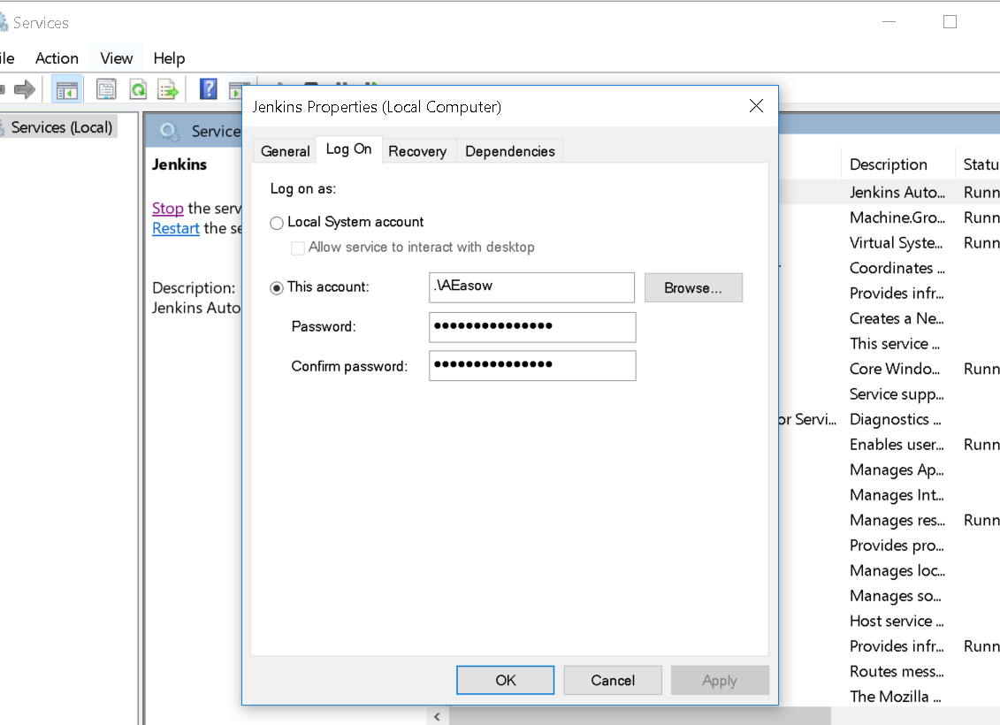 Services
ile Action View Help
Services (Local)
Service
Jenkins
Stop the serv
Restart the se
Description:
Jenkins Auto
Jenkins Properties (Local Computer)
General Log On Recovery Dependencies
Log on as:
Local System account
Allow service to interact with desktop
This account: .\AEasow Browse...
Password: ●●●●●●●●●●●●●●●
Confirm password: ●●●●●●●●●●●●●●●
OK Cancel Apply
Description Statu
Jenkins Auto... Runn
Machine.Gro... Runn
Virtual Syste... Runn
Coordinates ...
Provides infr...
Creates a Ne...
This service ...
Core Windo... Runn
Service supp...
or Servi... Diagnostics ...
Enables user... Runn
Manages Ap...
Manages Int...
Manages res... Runn
Provides pro...
Manages loc...
Manages so...
Host service ...
Provides infr... Runn
Routes mess...
The Mozilla ...